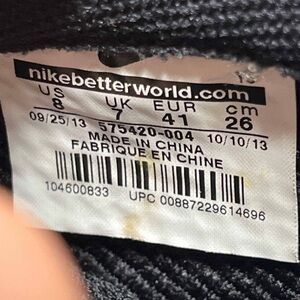 nikebetterworld.com
US UK EUR cm
8 7 41 26
09/25/13 575420-004 10/10/13
MADE IN CHINA
FABRIQUE EN CHINE
104600833 UPC 00887229614696